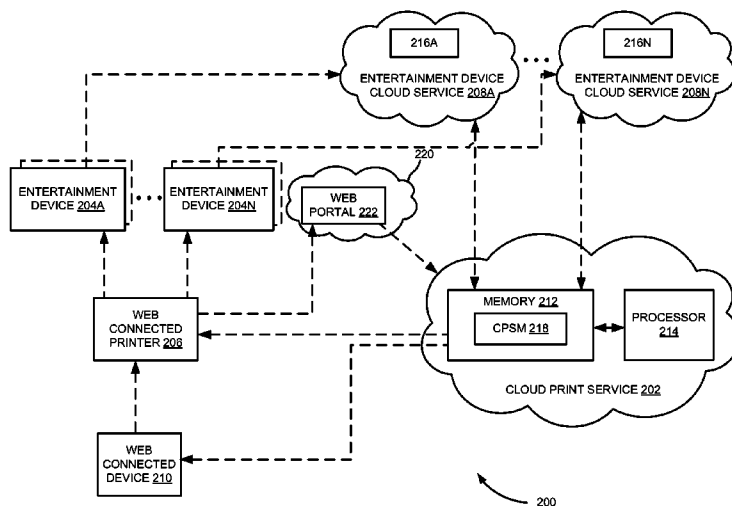 216A
216N
ENTERTAINMENT DEVICE
CLOUD SERVICE 208A
ENTERTAINMENT DEVICE
CLOUD SERVICE 208N
220
ENTERTAINMENT
DEVICE 204A
ENTERTAINMENT
DEVICE 204N
WEB
PORTAL 222
MEMORY 212
CPSM 218
PROCESSOR
214
WEB
CONNECTED
PRINTER
206
CLOUD PRINT SERVICE 202
WEB
CONNECTED
DEVICE 210
200